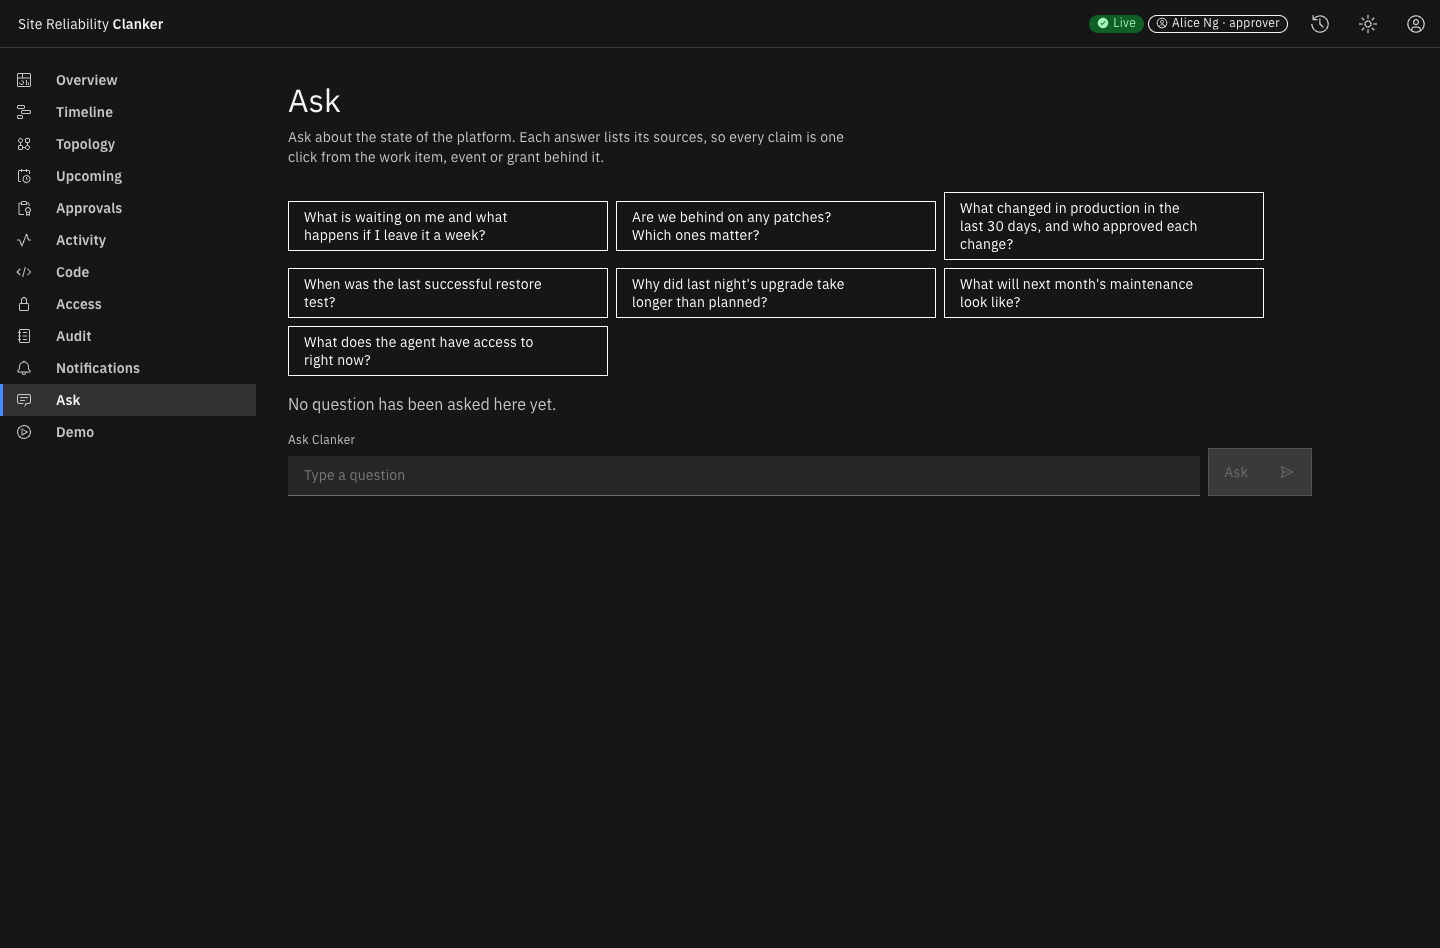 Site Reliability Clanker
Live
Alice Ng · approver
Overview
Timeline
Topology
Upcoming
Approvals
Activity
Code
Access
Audit
Notifications
Ask
Demo
Ask
Ask about the state of the platform. Each answer lists its sources, so every claim is one
click from the work item, event or grant behind it.
What is waiting on me and what
happens if I leave it a week?
Are we behind on any patches?
Which ones matter?
What changed in production in the
last 30 days, and who approved each
change?
When was the last successful restore
test?
Why did last night's upgrade take
longer than planned?
What will next month's maintenance
look like?
What does the agent have access to
right now?
No question has been asked here yet.
Ask Clanker
Type a question
Ask